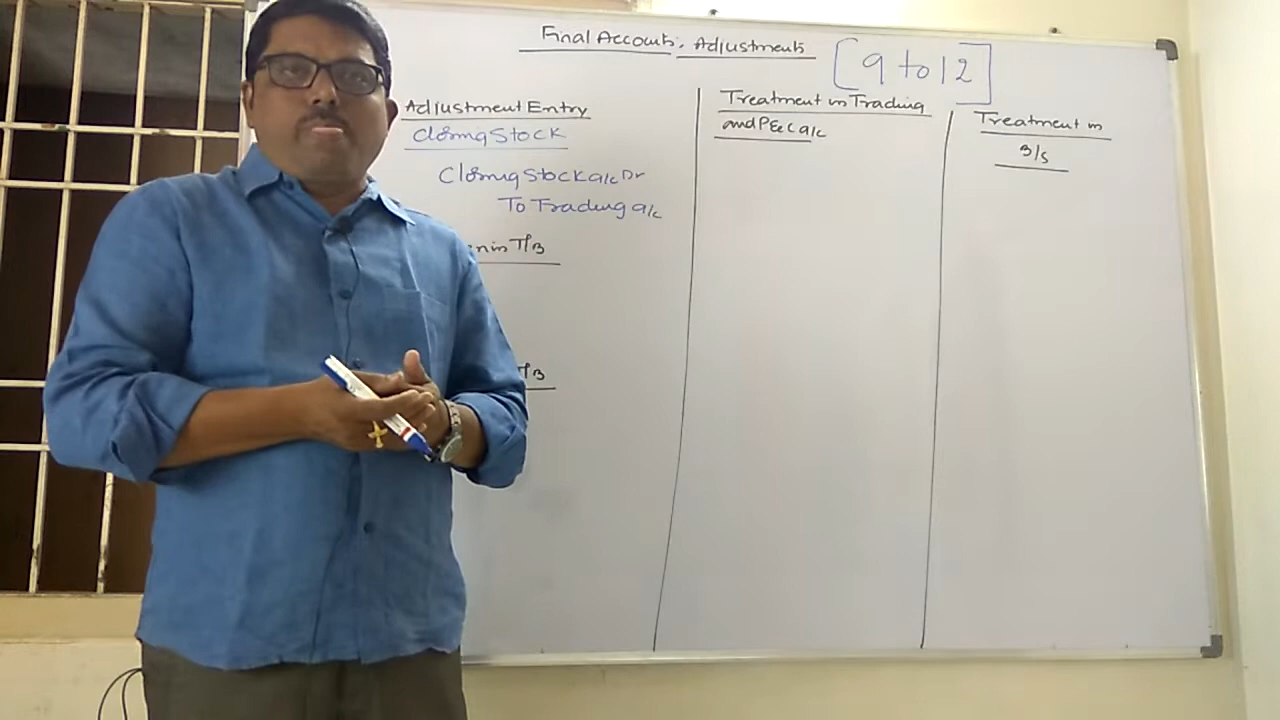 Final Accounts, Adjustments
[9 to 12]
Adjustment Entry
Closing Stock
Closing Stock a/c Dr
To Trading a/c
in T/B
T/B
Treatment in Trading
and P&L a/c
Treatment in
B/s